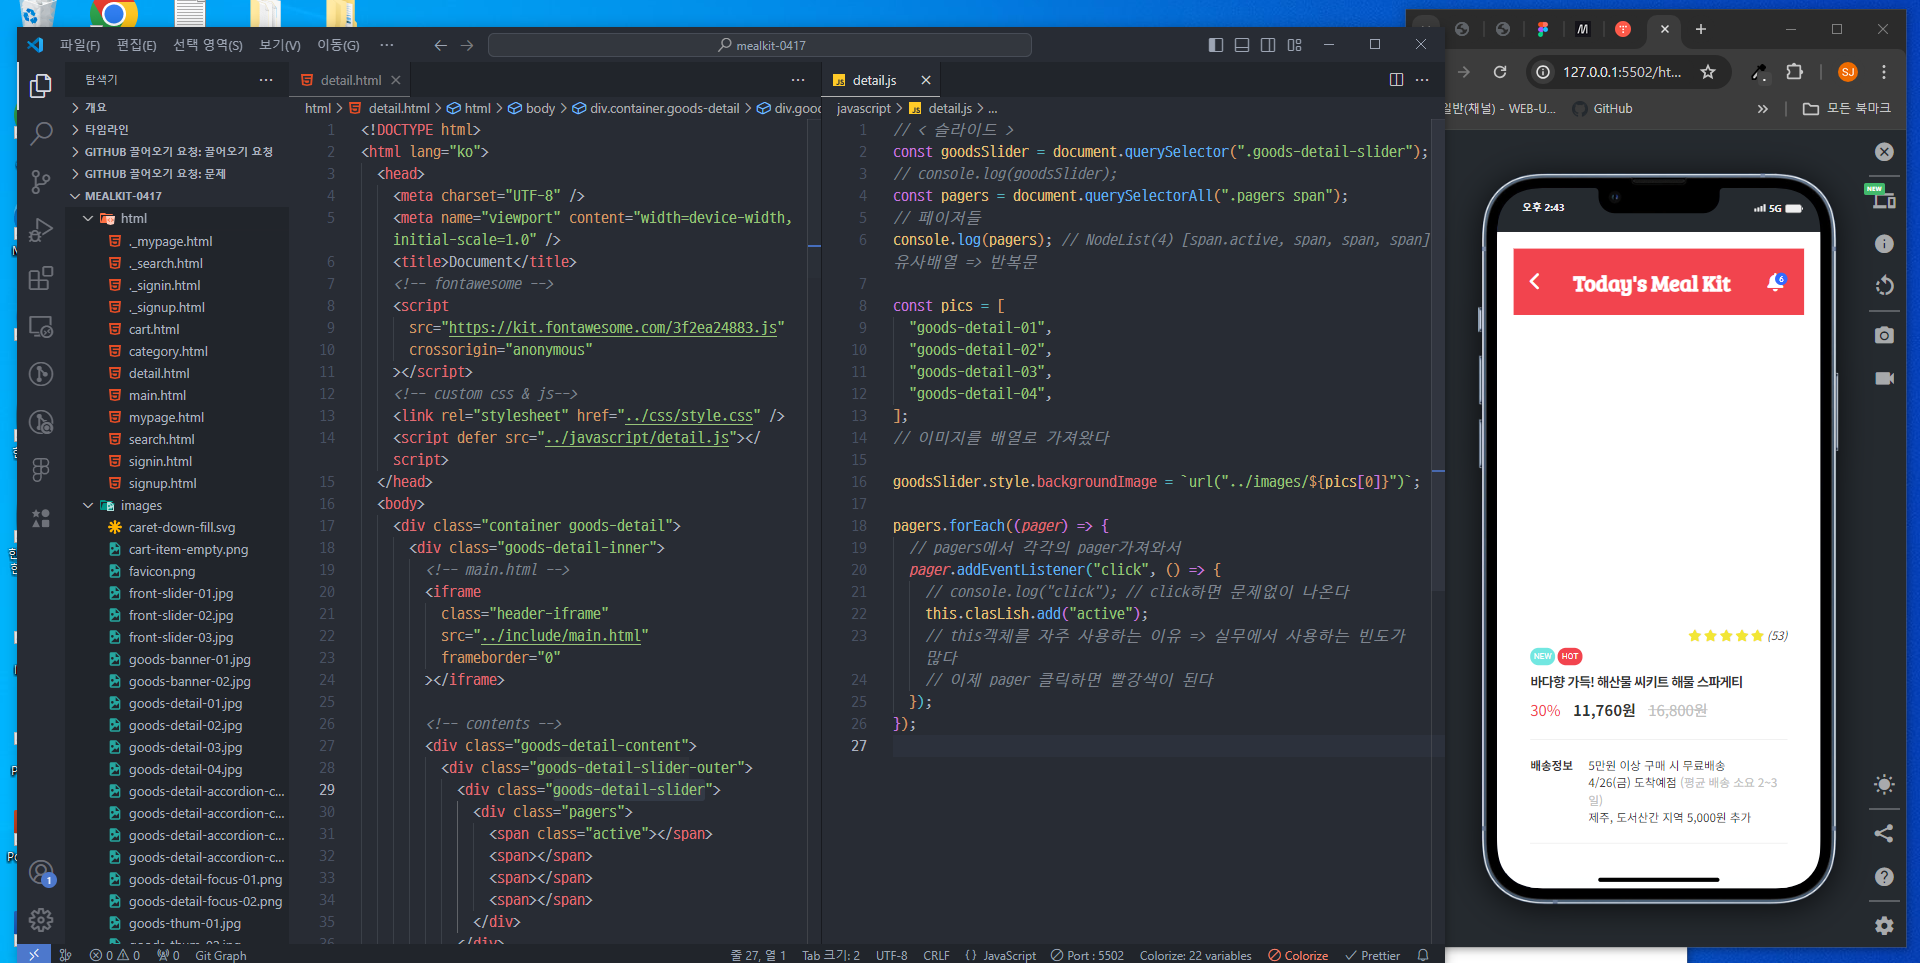 파일(F) 편집(E) 선택 영역(S) 보기(V) 이동(G) ···
mealkit-0417
탐색기
개요
타임라인
GITHUB 끌어오기 요청: 끌어오기 요청
GITHUB 끌어오기 요청: 문제
MEALKIT-0417
html
._mypage.html
._search.html
._signin.html
._signup.html
cart.html
category.html
detail.html
main.html
mypage.html
search.html
signin.html
signup.html
images
caret-down-fill.svg
cart-item-empty.png
favicon.png
front-slider-01.jpg
front-slider-02.jpg
front-slider-03.jpg
goods-banner-01.jpg
goods-banner-02.jpg
goods-detail-01.jpg
goods-detail-02.jpg
goods-detail-03.jpg
goods-detail-04.jpg
goods-detail-accordion-c...
goods-detail-accordion-c...
goods-detail-accordion-c...
goods-detail-accordion-c...
goods-detail-focus-01.png
goods-detail-focus-02.png
goods-thum-01.jpg
detail.html
html > detail.html > html > body > div.container.goods-detail > div.good
1 <!DOCTYPE html>
2 <html lang="ko">
3 <head>
4 <meta charset="UTF-8" />
5 <meta name="viewport" content="width=device-width,
initial-scale=1.0" />
6 <title>Document</title>
7 <!-- fontawesome -->
8 <script
9 src="https://kit.fontawesome.com/3f2ea24883.js"
10 crossorigin="anonymous"
11 ></script>
12 <!-- custom css & js-->
13 <link rel="stylesheet" href="../css/style.css" />
14 <script defer src="../javascript/detail.js"></
script>
15 </head>
16 <body>
17 <div class="container goods-detail">
18 <div class="goods-detail-inner">
19 <!-- main.html -->
20 <iframe
21 class="header-iframe"
22 src="../include/main.html"
23 frameborder="0"
24 ></iframe>
25
26 <!-- contents -->
27 <div class="goods-detail-content">
28 <div class="goods-detail-slider-outer">
29 <div class="goods-detail-slider">
30 <div class="pagers">
31 <span class="active"></span>
32 <span></span>
33 <span></span>
34 <span></span>
35 </div>
36 </div>
detail.js
javascript > detail.js > ...
1 // < 슬라이드 >
2 const goodsSlider = document.querySelector(".goods-detail-slider");
3 // console.log(goodsSlider);
4 const pagers = document.querySelectorAll(".pagers span");
5 // 페이저들
6 console.log(pagers); // NodeList(4) [span.active, span, span, span]
유사배열 => 반복문
7
8 const pics = [
9 "goods-detail-01",
10 "goods-detail-02",
11 "goods-detail-03",
12 "goods-detail-04",
13 ];
14 // 이미지를 배열로 가져왔다
15
16 goodsSlider.style.backgroundImage = `url("../images/${pics[0]}")`;
17
18 pagers.forEach((pager) => {
19 // pagers에서 각각의 pager가져와서
20 pager.addEventListener("click", () => {
21 // console.log("click"); // click하면 문제없이 나온다
22 this.clasLish.add("active");
23 // this객체를 자주 사용하는 이유 => 실무에서 사용하는 빈도가
많다
24 // 이제 pager 클릭하면 빨강색이 된다
25 });
26 });
27
1
0 0 0 Git Graph
줄 27, 열 1 Tab 크기: 2 UTF-8 CRLF {} JavaScript Port : 5502 Colorize: 22 variables Colorize Prettier
127.0.0.1:5502/ht...
SJ
일반(채널) - WEB-U... GitHub » 모든 북마크
NEW
오후 2:43
5G
Today's Meal Kit
6
(53)
NEW HOT
바다향 가득! 해산물 씨키트 해물 스파게티
30% 11,760원 16,800원
배송정보 5만원 이상 구매 시 무료배송
4/26(금) 도착예점 (평균 배송 소요 2~3
일)
제주, 도서산간 지역 5,000원 추가